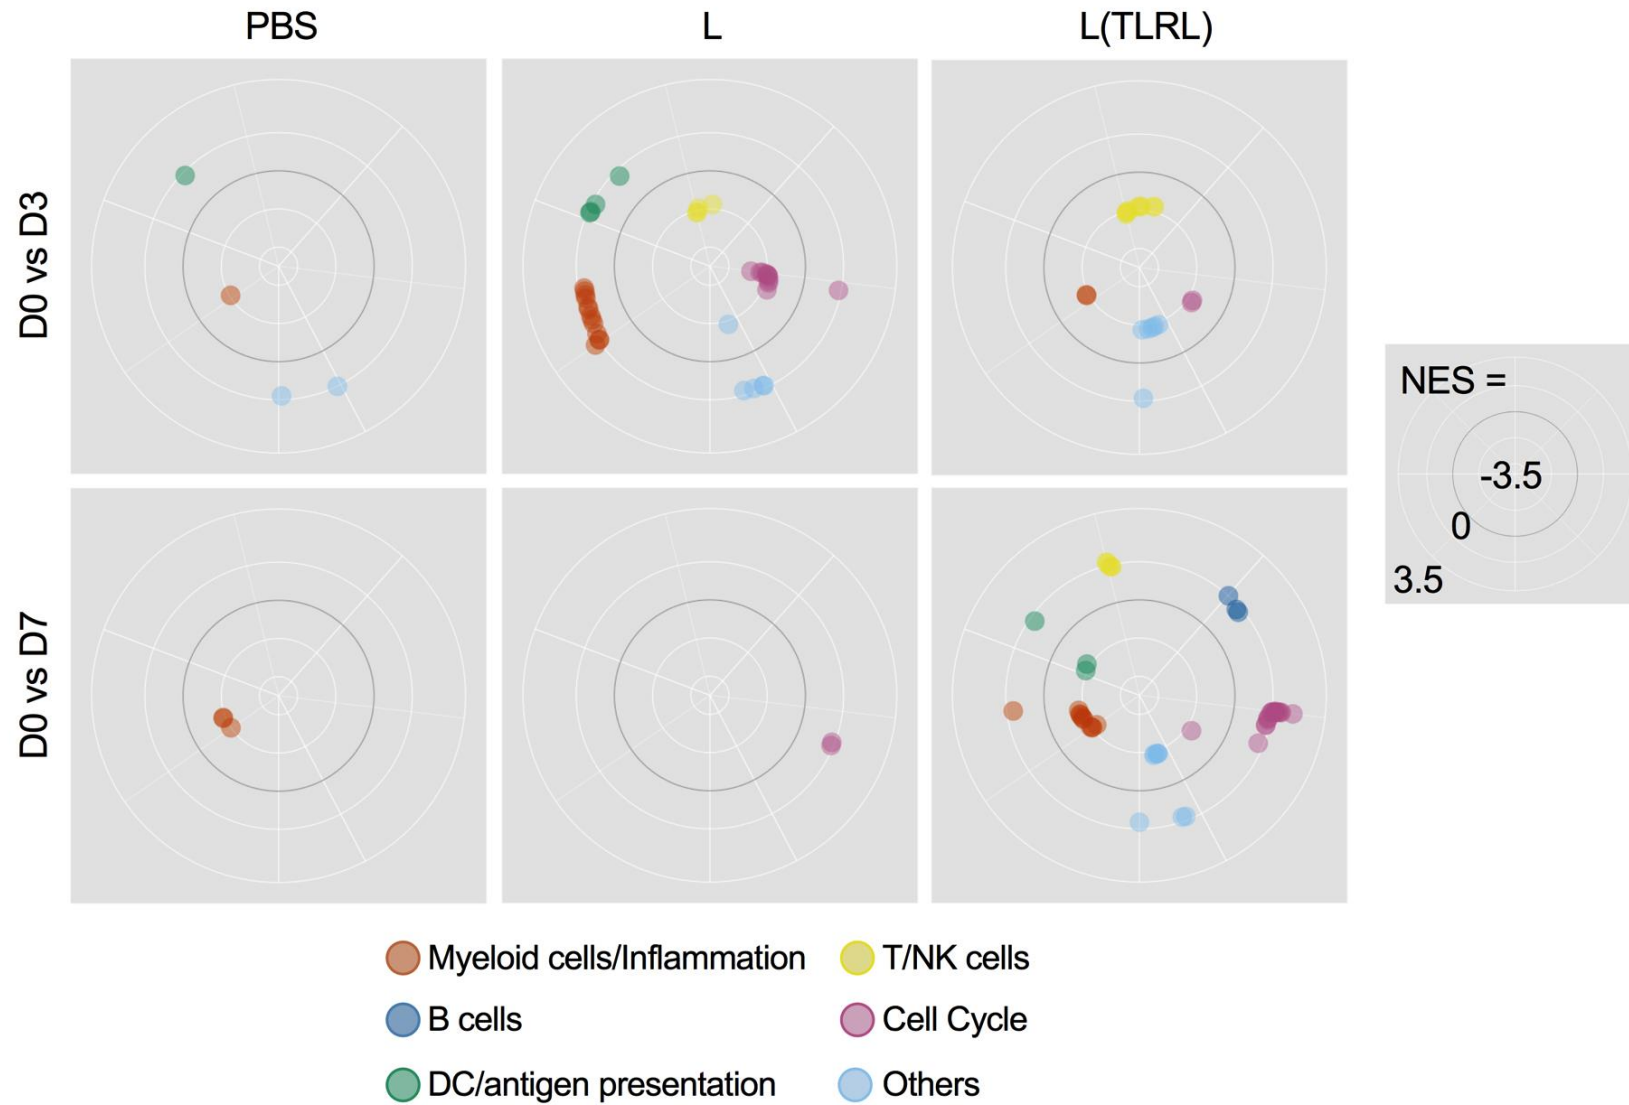 PBS
L
L(TLRL)
D0 vs D3
D0 vs D7
NES =
-3.5
0
3.5
Myeloid cells/Inflammation
T/NK cells
B cells
Cell Cycle
DC/antigen presentation
Others